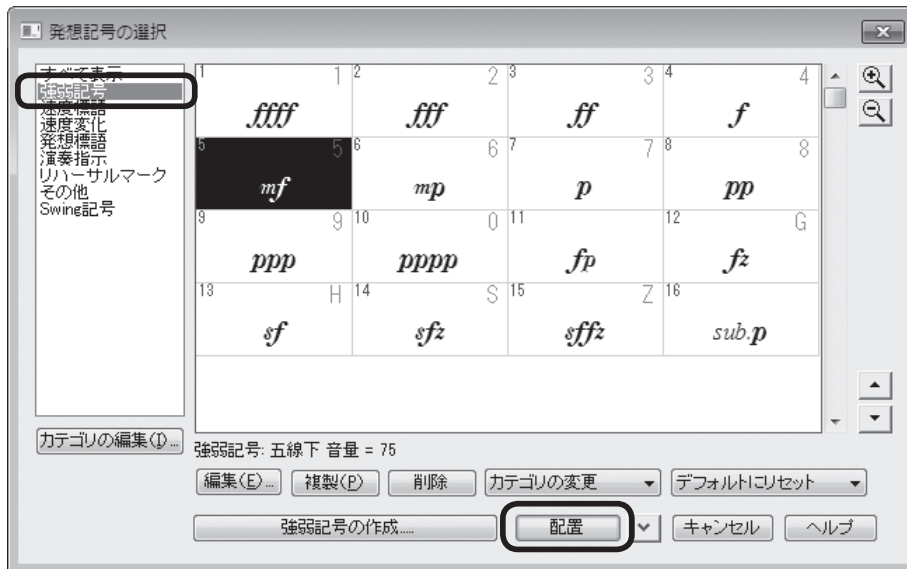 発想記号の選択
すべて表示
強弱記号
速度標語
速度変化
発想標語
演奏指示
リハーサルマーク
その他
Swing記号
1 1 2 2 3 3 4 4
ffff fff ff f
5 5 6 6 7 7 8 8
mf mp p pp
9 9 10 0 11 12 G
ppp pppp fp fz
13 H 14 S 15 Z 16
sf sfz sffz sub.p
カテゴリの編集(I)...
強弱記号: 五線下 音量 = 75
編集(E)... 複製(P) 削除 カテゴリの変更 デフォルトにリセット
強弱記号の作成.... 配置 キャンセル ヘルプ